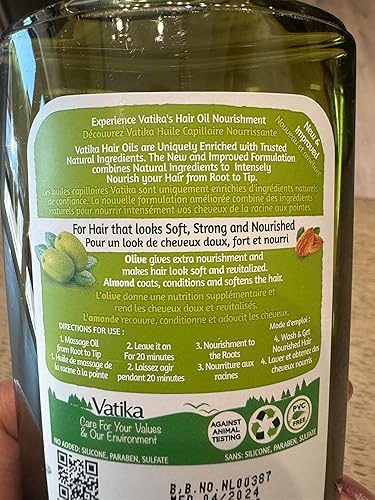 Experience Vatika's Hair Oil Nourishment
Découvrez Vatika Huile Capillaire Nourrissante
New &
Improved
Nouveau et amélioré
Vatika Hair Oils are Uniquely Enriched with Trusted
Natural Ingredients. The New and Improved Formulation
combines Natural Ingredients to Intensely
Nourish your Hair from Root to Tip.
Les huiles capillaires Vatika sont uniquement enrichies d'ingrédients naturels
de confiance. La nouvelle formulation améliorée combine des ingrédients
naturels pour nourrir intensément vos cheveux de la racine aux pointes.
For Hair that looks Soft, Strong and Nourished
Pour un look de cheveux doux, fort et nourri
Olive gives extra nourishment and
makes hair look soft and revitalized.
Almond coats, conditions and softens the hair.
L'olive donne une nutrition supplémentaire et
rend les cheveux doux et revitalisés.
L'amande recouvre, conditionne et adoucit les cheveux.
DIRECTIONS FOR USE :
Mode d'emploi :
1. Massage Oil
from Root to Tip
1. Huile de massage de
la racine à la pointe
2. Leave it on
For 20 minutes
2. Laissez agir
pendant 20 minutes
3. Nourishment to
the Roots
3. Nourriture aux
racines
4. Wash & Get
Nourished Hair
4. Laver et obtenez des
cheveux nourris
Vatika
Care For Your Values
& Our Environment
AGAINST
ANIMAL
TESTING
PVC
FREE
NO ADDED: SILICONE, PARABEN, SULFATE
SANS: SILICONE, PARABEN, SULFATE
B.B.NO.NL00387
04/2024